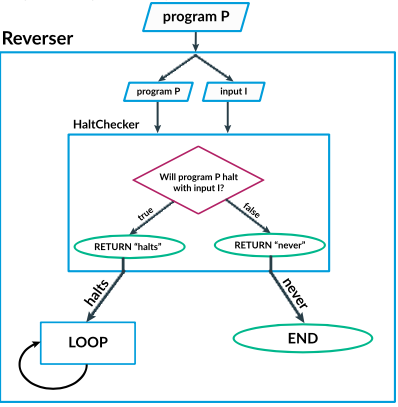 program P
Reverser
program P
input I
HaltChecker
Will program P halt
with input I?
true
false
RETURN “halts”
RETURN “never”
halts
never
LOOP
END